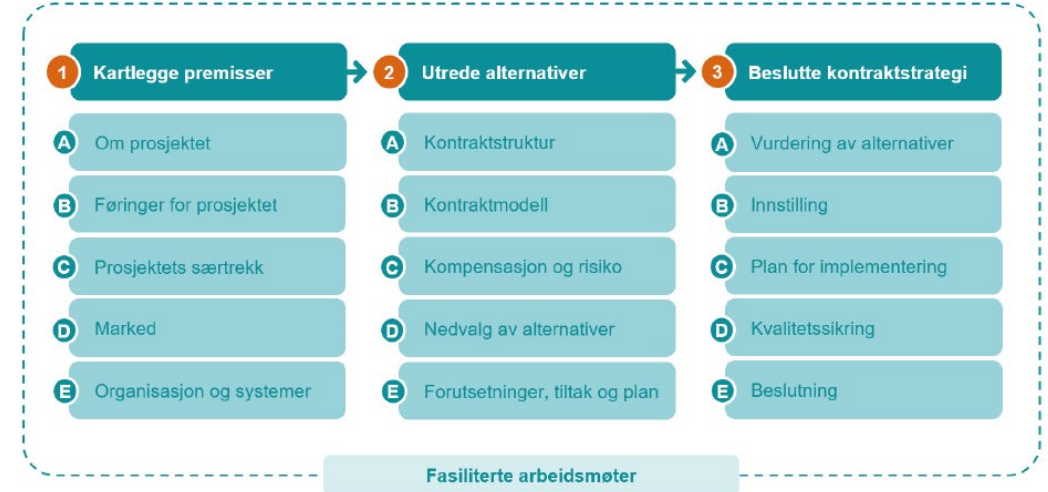 1 Kartlegge premisser
A Om prosjektet
B Føringer for prosjektet
C Prosjektets særtrekk
D Marked
E Organisasjon og systemer
2 Utrede alternativer
A Kontraktstruktur
B Kontraktmodell
C Kompensasjon og risiko
D Nedvalg av alternativer
E Forutsetninger, tiltak og plan
3 Beslutte kontraktstrategi
A Vurdering av alternativer
B Innstilling
C Plan for implementering
D Kvalitetssikring
E Beslutning
Fasiliterte arbeidsmøter